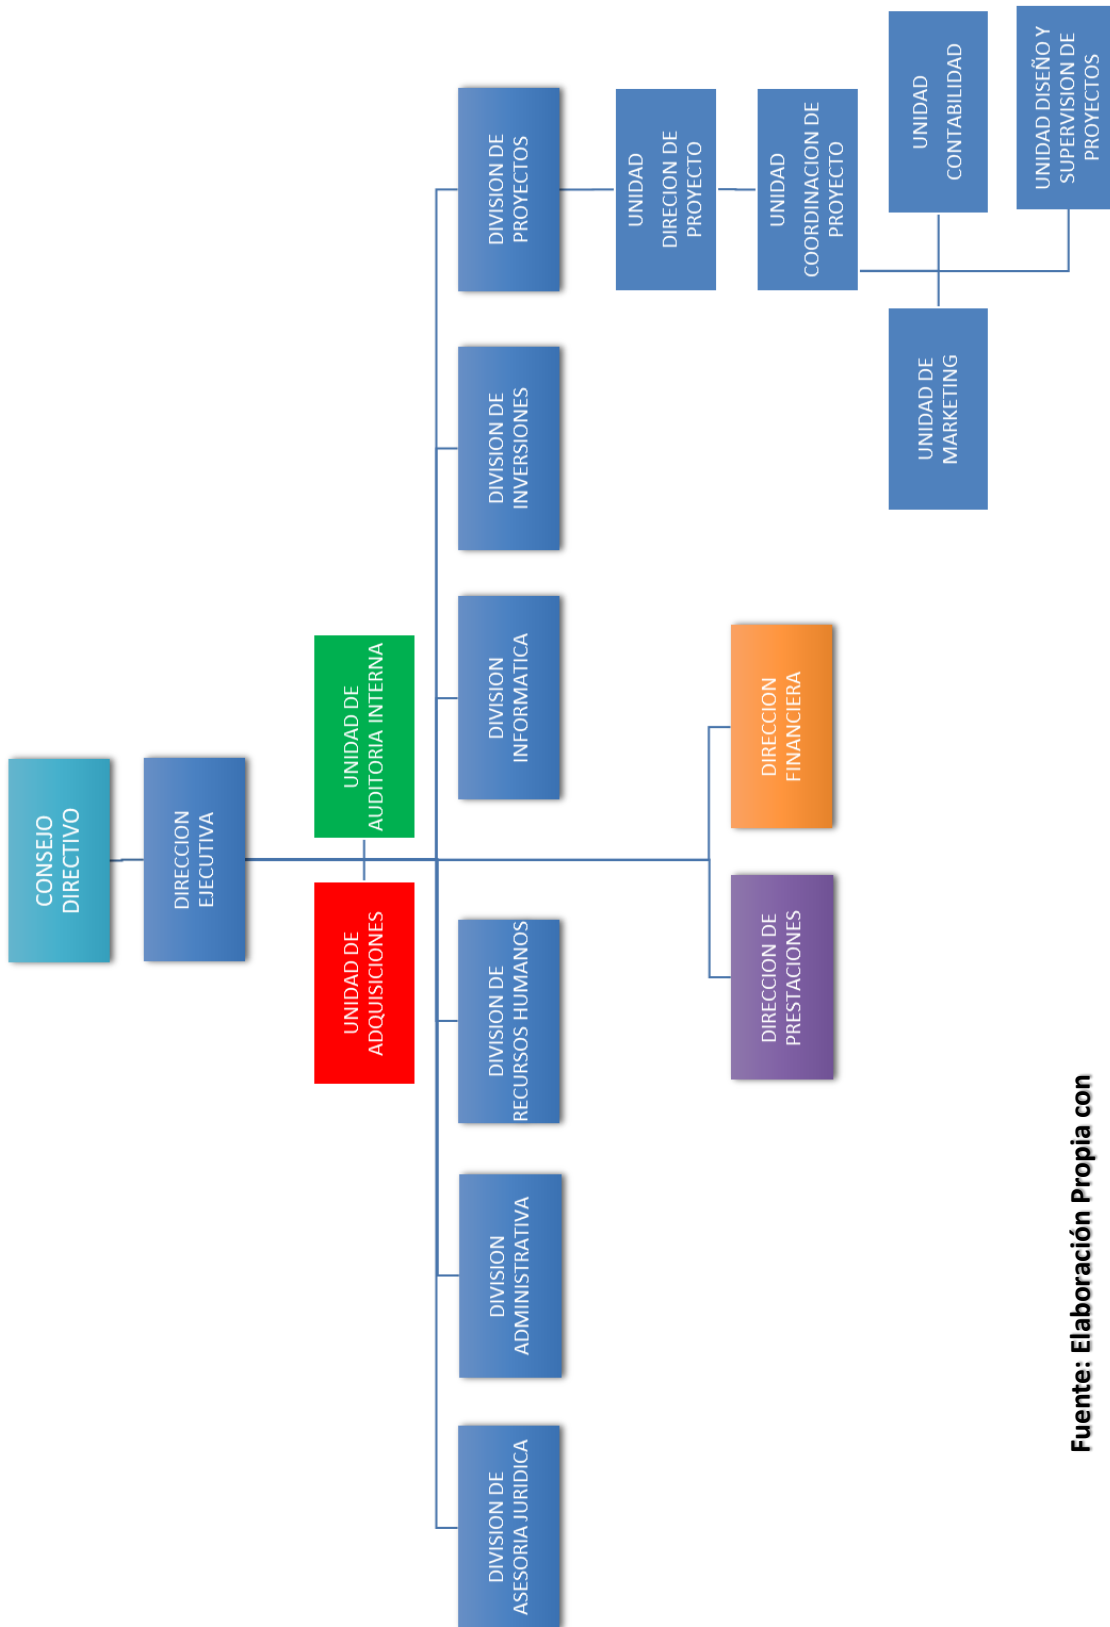 CONSEJO
DIRECTIVO
DIRECCION
EJECUTIVA
UNIDAD DE
ADQUISICIONES
UNIDAD DE
AUDITORIA INTERNA
DIVISION DE
ASESORIA JURIDICA
DIVISION
ADMINISTRATIVA
DIVISION DE
RECURSOS HUMANOS
DIVISION
INFORMATICA
DIVISION DE
INVERSIONES
DIVISION DE
PROYECTOS
UNIDAD
DIRECION DE
PROYECTO
UNIDAD
COORDINACION DE
PROYECTO
DIRECCION DE
PRESTACIONES
DIRECCION
FINANCIERA
UNIDAD DE
MARKETING
UNIDAD
CONTABILIDAD
UNIDAD DISEÑO Y
SUPERVISION DE
PROYECTOS
Fuente: Elaboración Propia con